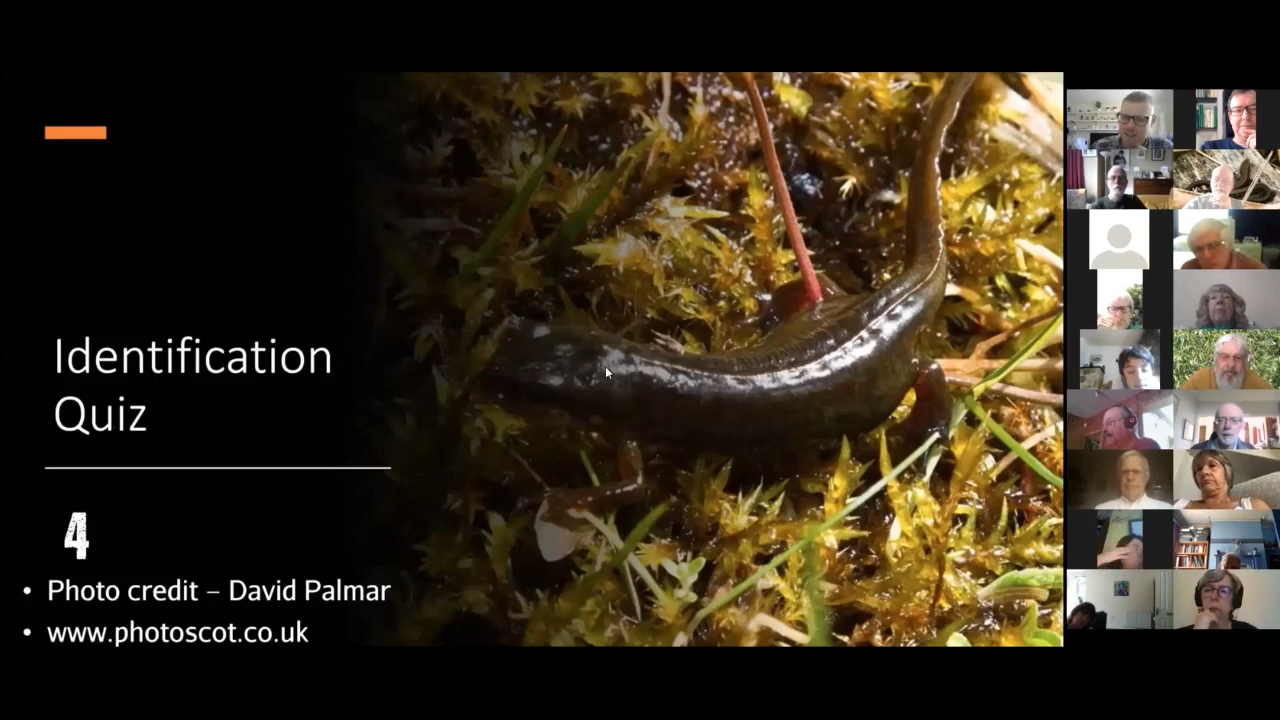 Identification
Quiz
4
• Photo credit – David Palmar
• www.photoscot.co.uk